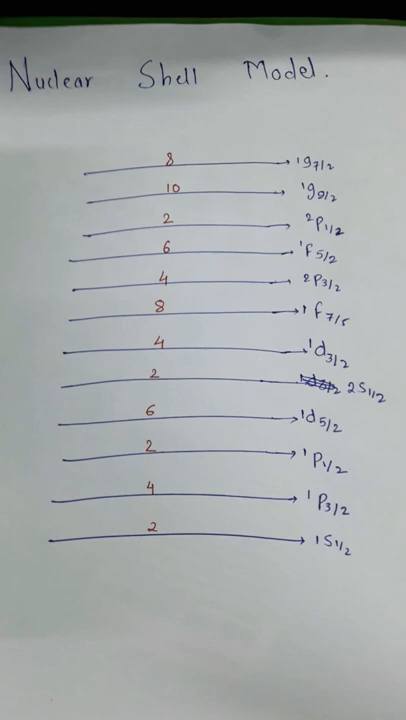 Nuclear Shell Model.
8 1g7/2
10 1g9/2
2 2P1/2
6 1f5/2
4 2P3/2
8 1f7/2
4 1d3/2
2 2S1/2
6 1d5/2
2 1P1/2
4 1P3/2
2 1S1/2